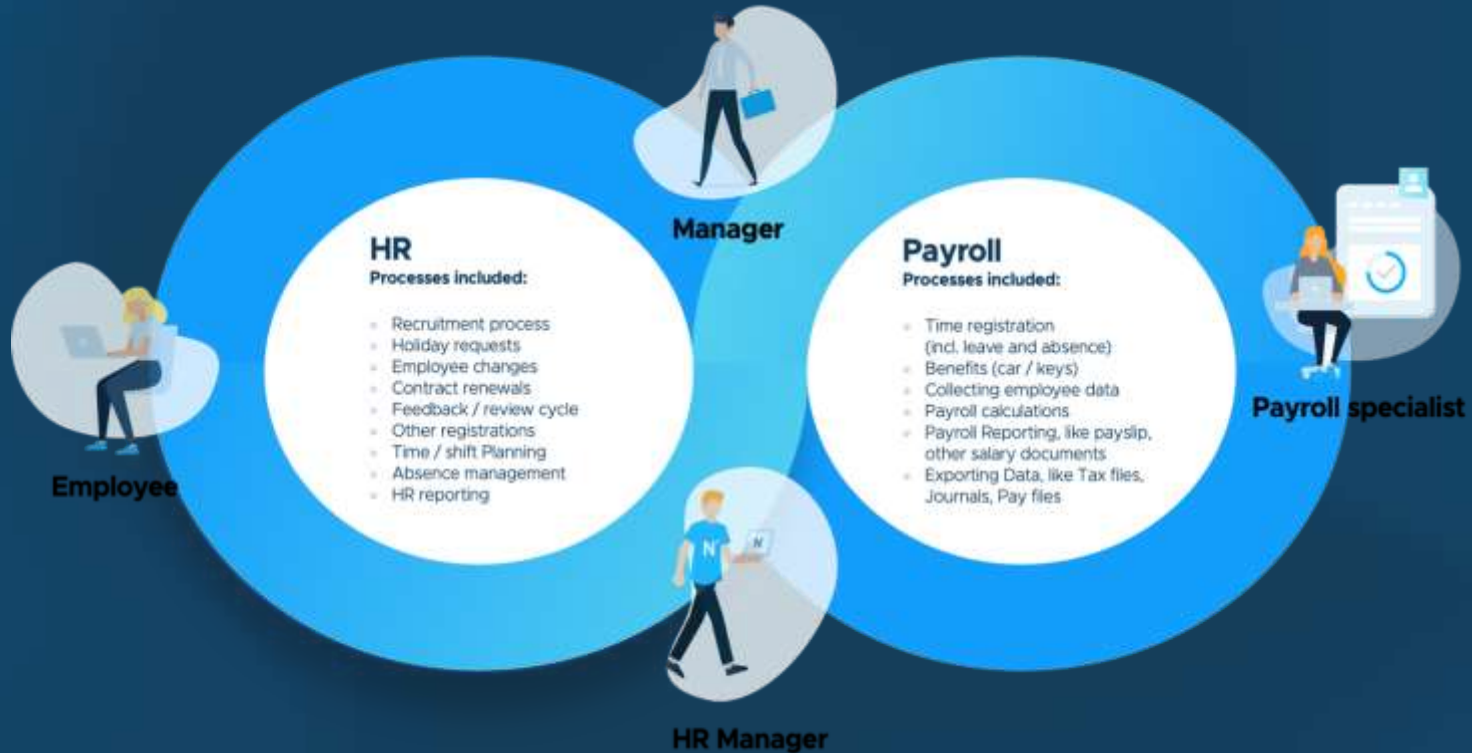 Manager
HR
Processes included:
Recruitment process
Holiday requests
Employee changes
Contract renewals
Feedback / review cycle
Other registrations
Time / shift Planning
Absence management
HR reporting
Payroll
Processes included:
Time registration
(incl. leave and absence)
Benefits (car / keys)
Collecting employee data
Payroll calculations
Payroll Reporting, like payslip,
other salary documents
Exporting Data, like Tax files,
Journals, Pay files
Employee
Payroll specialist
N
N
HR Manager